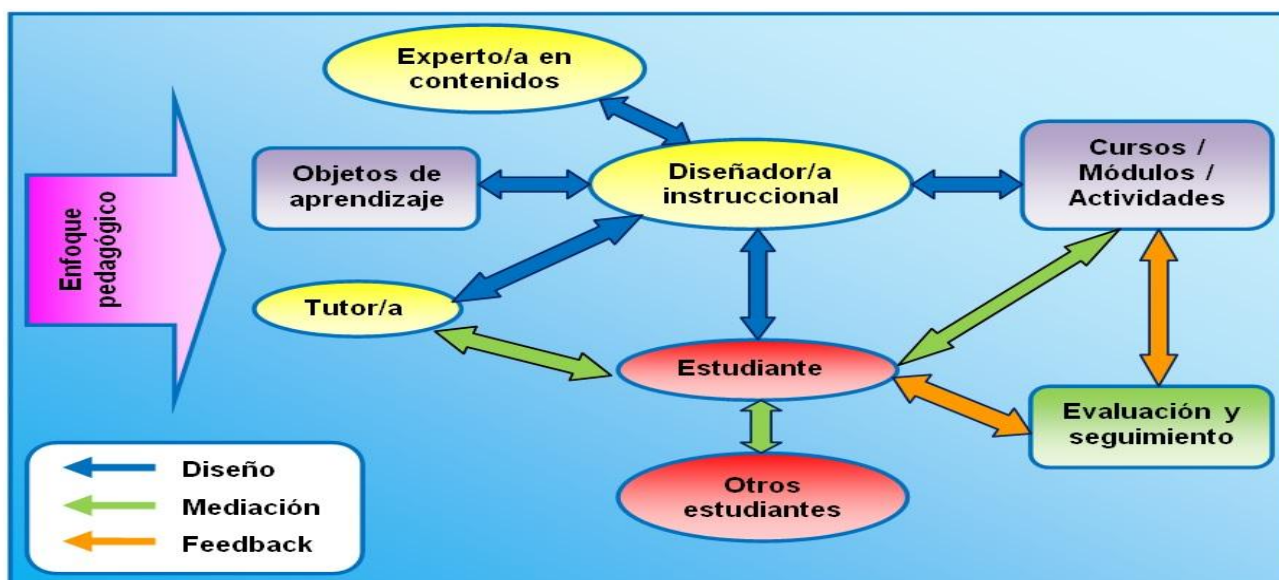 Experto/a en
contenidos
Objetos de
aprendizaje
Diseñador/a
instruccional
Cursos /
Módulos /
Actividades
Enfoque
pedagógico
Tutor/a
Estudiante
Evaluación y
seguimiento
Otros
estudiantes
Diseño
Mediación
Feedback